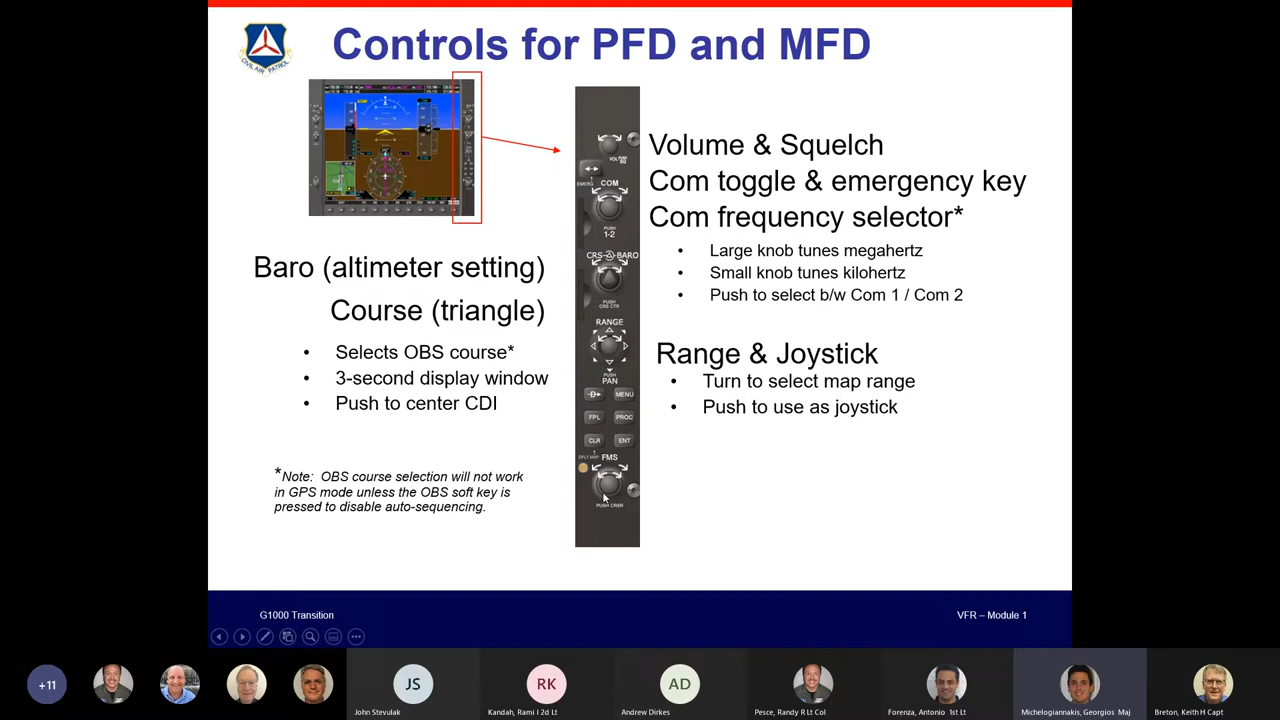 Controls for PFD and MFD
CIVIL AIR PATROL
Volume & Squelch
Com toggle & emergency key
Com frequency selector*
• Large knob tunes megahertz
• Small knob tunes kilohertz
• Push to select b/w Com 1 / Com 2
Baro (altimeter setting)
Course (triangle)
• Selects OBS course*
• 3-second display window
• Push to center CDI
Range & Joystick
• Turn to select map range
• Push to use as joystick
*Note: OBS course selection will not work
in GPS mode unless the OBS soft key is
pressed to disable auto-sequencing.
EMERG
COM
PUSH
1-2
CRS BARO
PUSH
CRS CTR
RANGE
PUSH
PAN
MENU
FPL PROC
CLR ENT
DFLT MAP FMS
PUSH CRSR
G1000 Transition
VFR – Module 1
+11
JS
John Stevulak
RK
Kandah, Rami I 2d Lt
AD
Andrew Dirkes
Pesce, Randy R Lt Col
Forenza, Antonio 1st Lt
Michelogiannakis, Georgios Maj
Breton, Keith H Capt